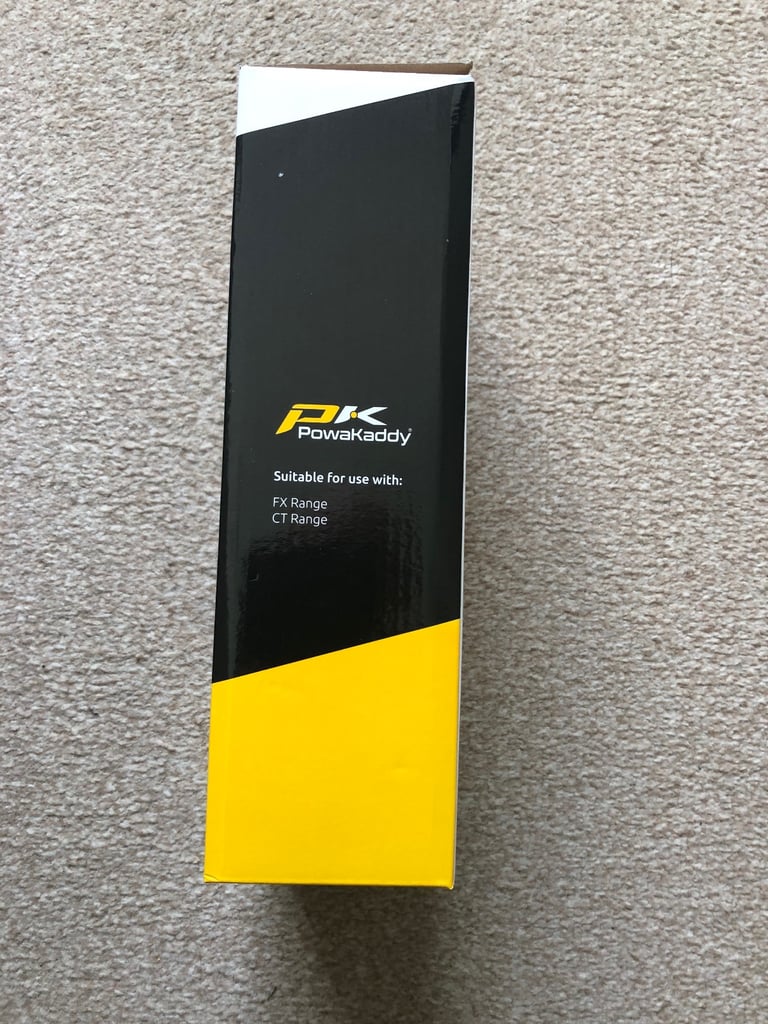 PK
PowaKaddy®
Suitable for use with:
FX Range
CT Range